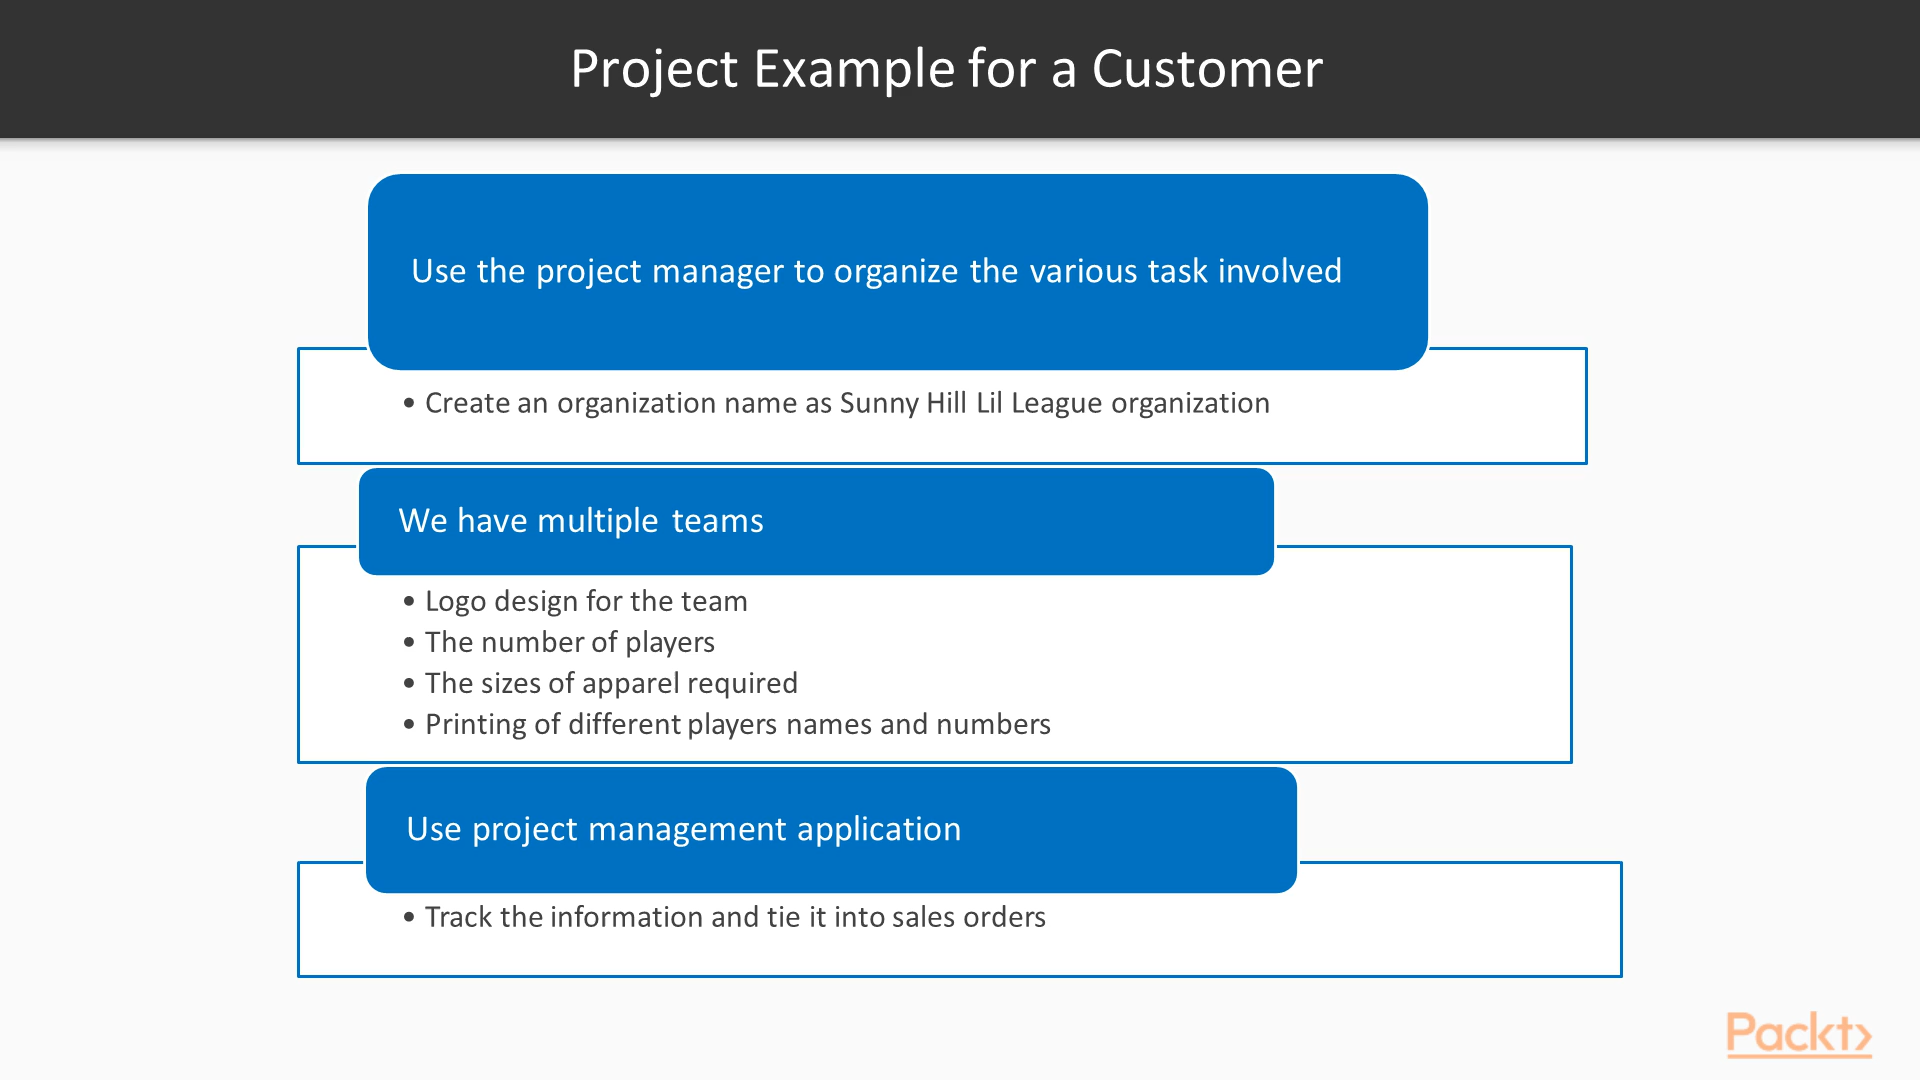 Project Example for a Customer
Use the project manager to organize the various task involved
• Create an organization name as Sunny Hill Lil League organization
We have multiple teams
• Logo design for the team
• The number of players
• The sizes of apparel required
• Printing of different players names and numbers
Use project management application
• Track the information and tie it into sales orders
Packt>